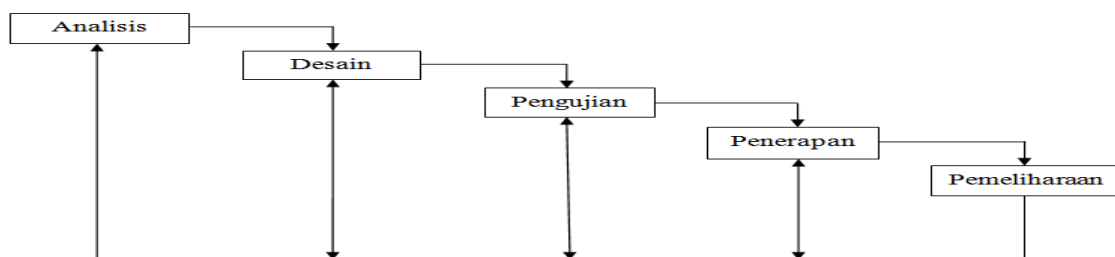 Analisis
Desain
Pengujian
Penerapan
Pemeliharaan